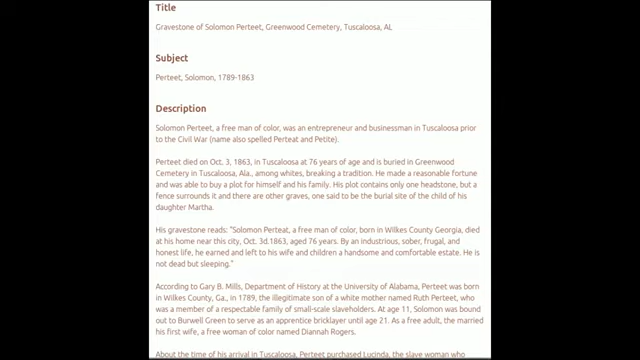 Title
Gravestone of Solomon Perteet, Greenwood Cemetery, Tuscaloosa, AL
Subject
Perteet, Solomon, 1789-1863
Description
Solomon Perteet, a free man of color, was an entrepreneur and businessman in Tuscaloosa prior
to the Civil War (name also spelled Perteat and Petite).
Perteet died on Oct. 3, 1863, in Tuscaloosa at 76 years of age and is buried in Greenwood
Cemetery in Tuscaloosa, Ala., among whites, breaking a tradition. He made a reasonable fortune
and was able to buy a plot for himself and his family. His plot contains only one headstone, but a
fence surrounds it and there are other graves, one said to be the burial site of the child of his
daughter Martha.
His gravestone reads: "Solomon Perteat, a free man of color, born in Wilkes County Georgia, died
at his home near this city, Oct. 3d.1863, aged 76 years. By an industrious, sober, frugal, and
honest life, he earned and left to his wife and children a handsome and comfortable estate. He is
not dead but sleeping."
According to Gary B. Mills, Department of History at the University of Alabama, Perteet was born
in Wilkes County, Ga., in 1789, the illegitimate son of a white mother named Ruth Perteet, who
was a member of a respectable family of small-scale slaveholders. At age 11, Solomon was bound
out to Burwell Green to serve as an apprentice bricklayer until age 21. As a free adult, the married
his first wife, a free woman of color named Diannah Rogers.
About the time of his arrival in Tuscaloosa, Perteet purchased Lucinda, the slave woman who